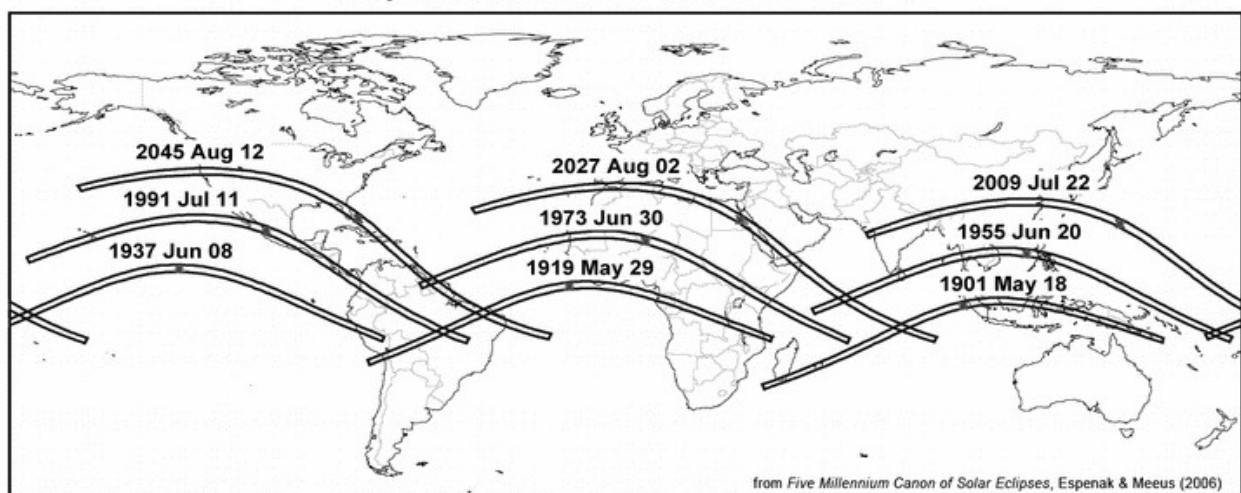 2045 Aug 12
2027 Aug 02
2009 Jul 22
1991 Jul 11
1973 Jun 30
1955 Jun 20
1937 Jun 08
1919 May 29
1901 May 18
from Five Millennium Canon of Solar Eclipses, Espenak & Meeus (2006)